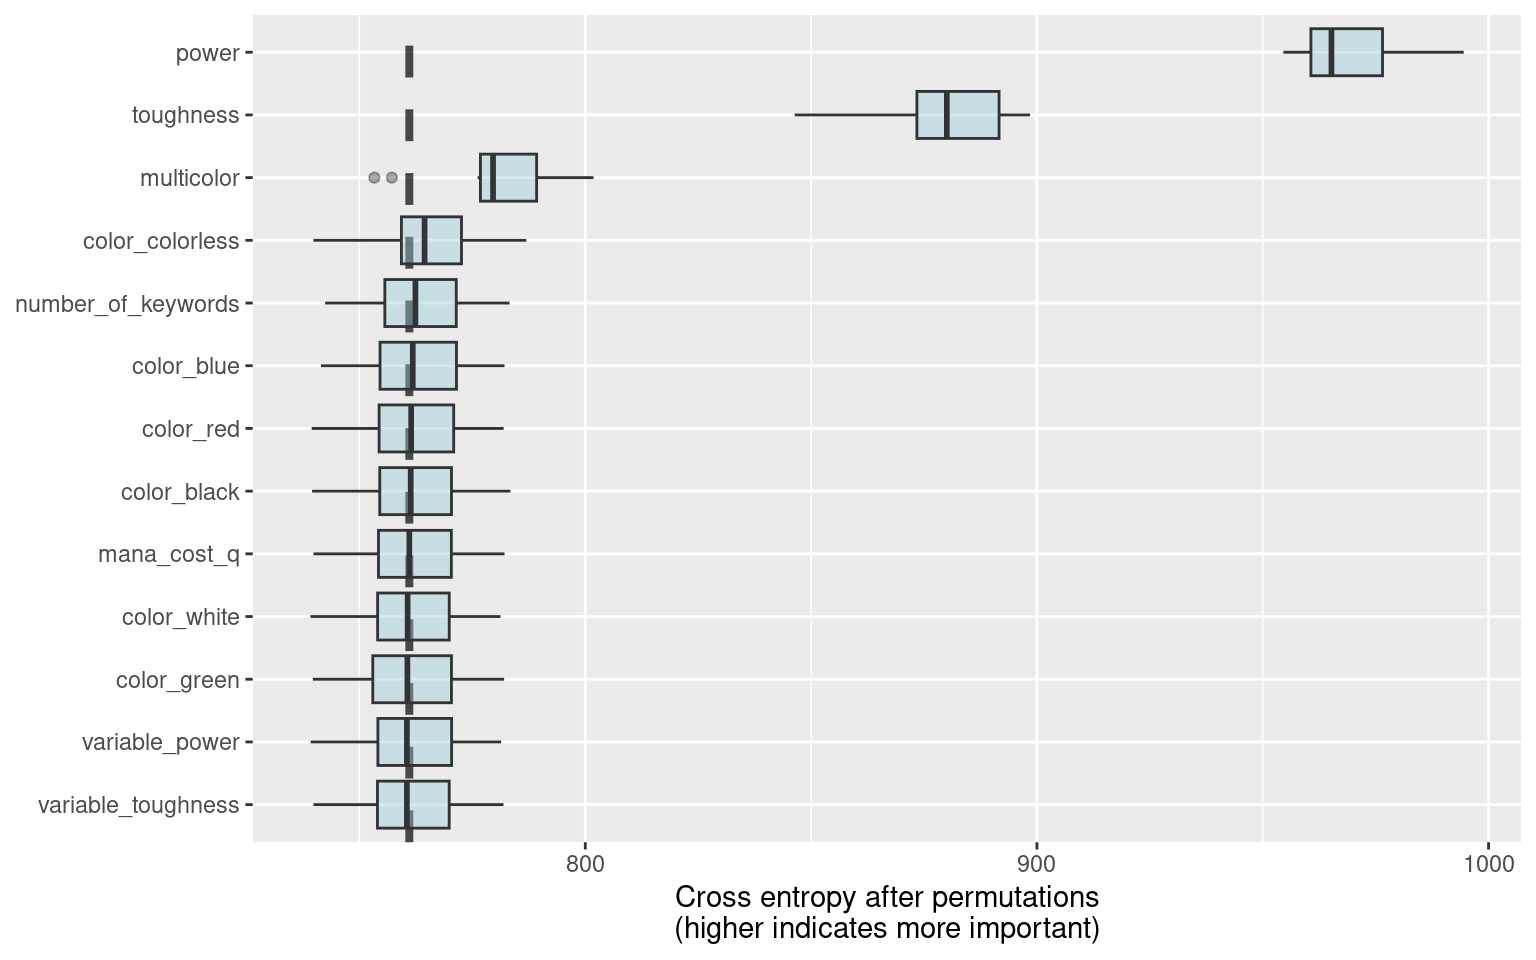 power
toughness
multicolor
color_colorless
number_of_keywords
color_blue
color_red
color_black
mana_cost_q
color_white
color_green
variable_power
variable_toughness
800 900 1000
Cross entropy after permutations
(higher indicates more important)